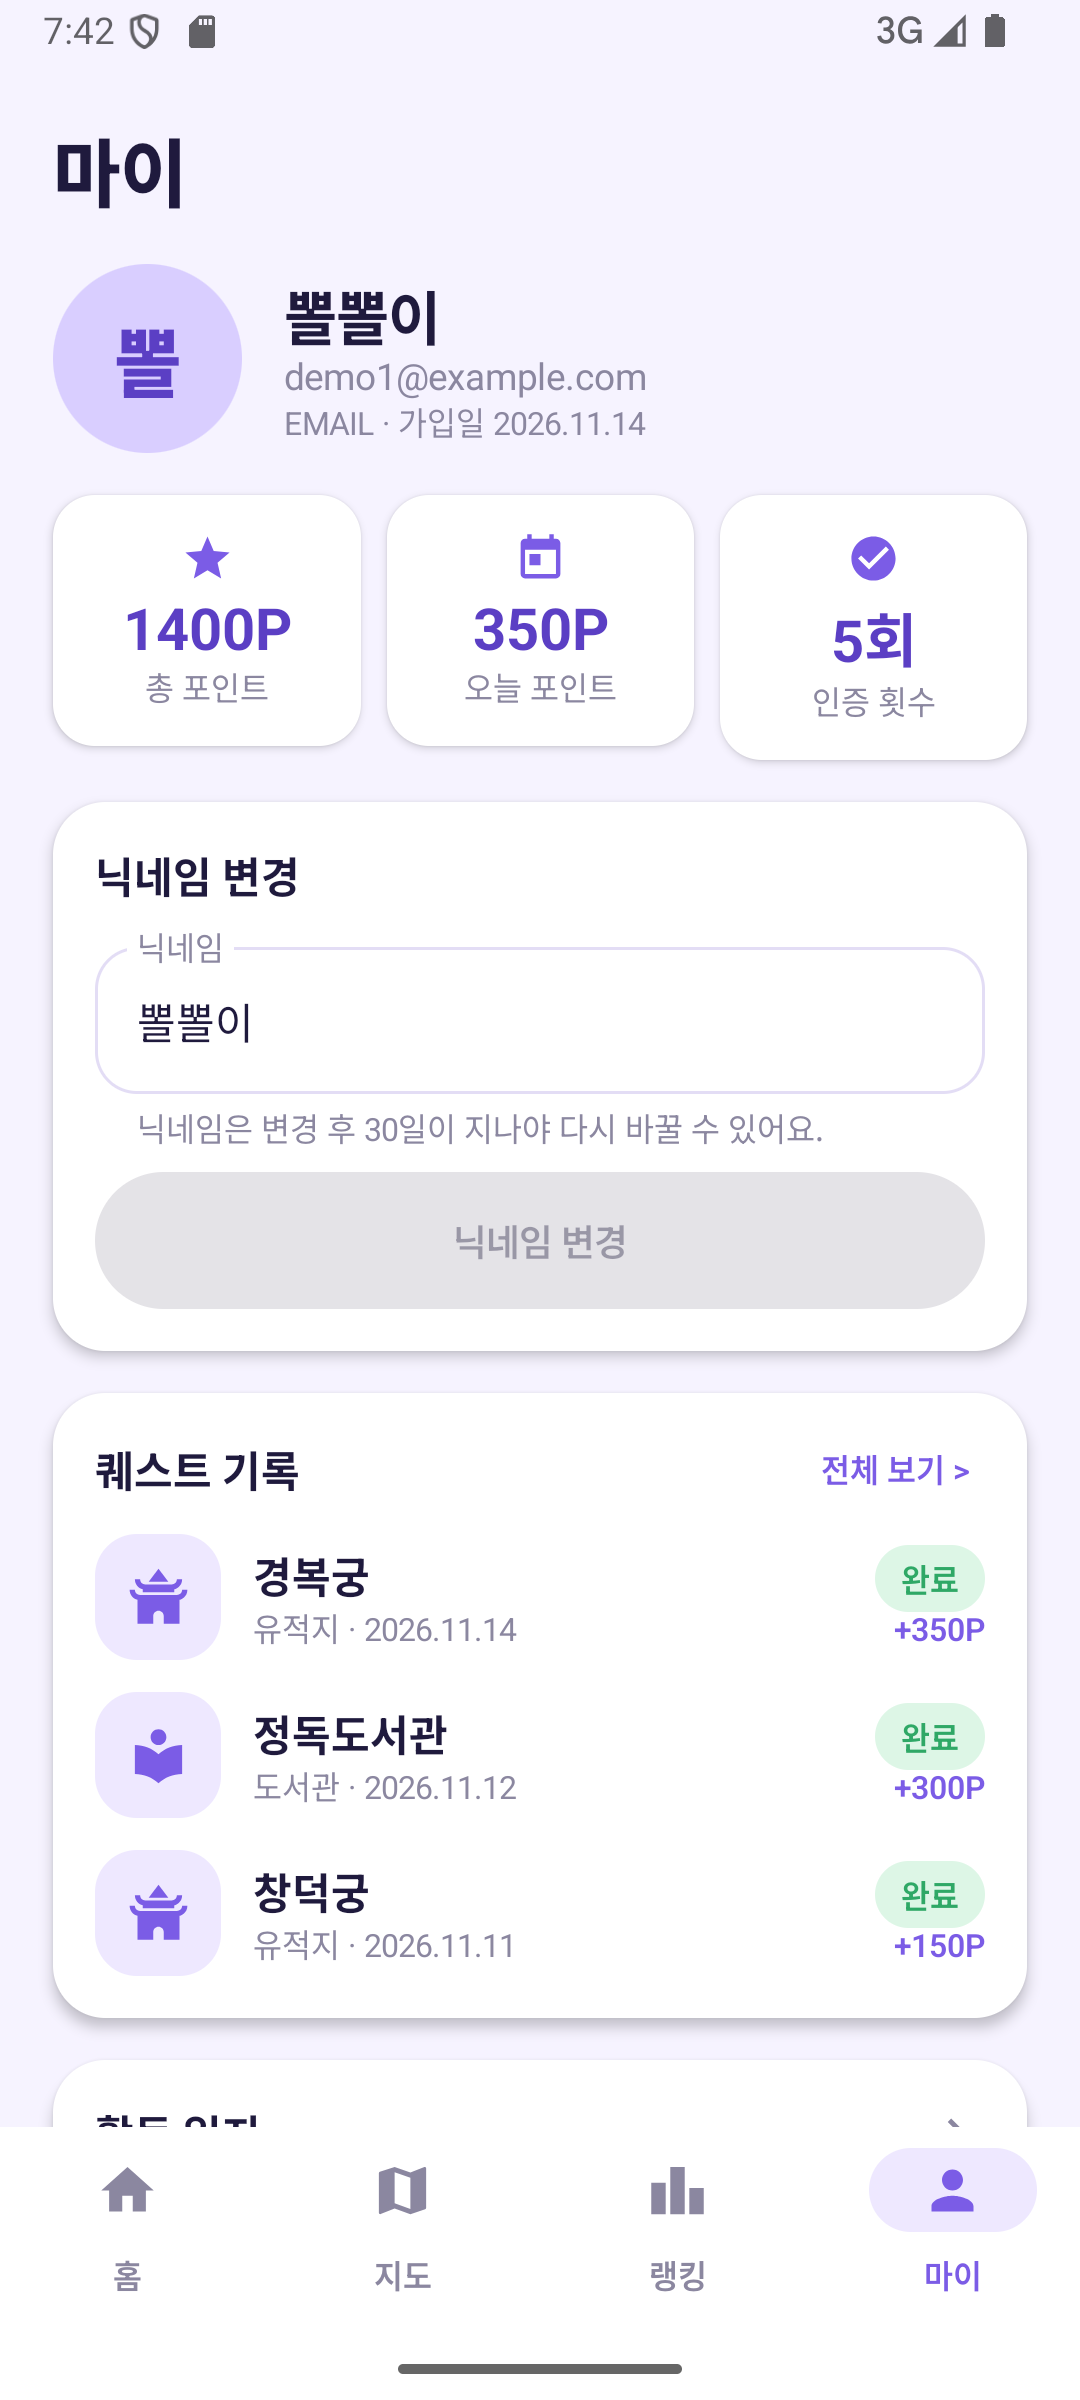 7:42
3G
마이
뽈
뽈뽈이
demo1@example.com
EMAIL · 가입일 2026.11.14
1400P
총 포인트
350P
오늘 포인트
5회
인증 횟수
닉네임 변경
닉네임
뽈뽈이
닉네임은 변경 후 30일이 지나야 다시 바꿀 수 있어요.
닉네임 변경
퀘스트 기록
전체 보기 >
경복궁
유적지 · 2026.11.14
완료
+350P
정독도서관
도서관 · 2026.11.12
완료
+300P
창덕궁
유적지 · 2026.11.11
완료
+150P
홈
지도
랭킹
마이